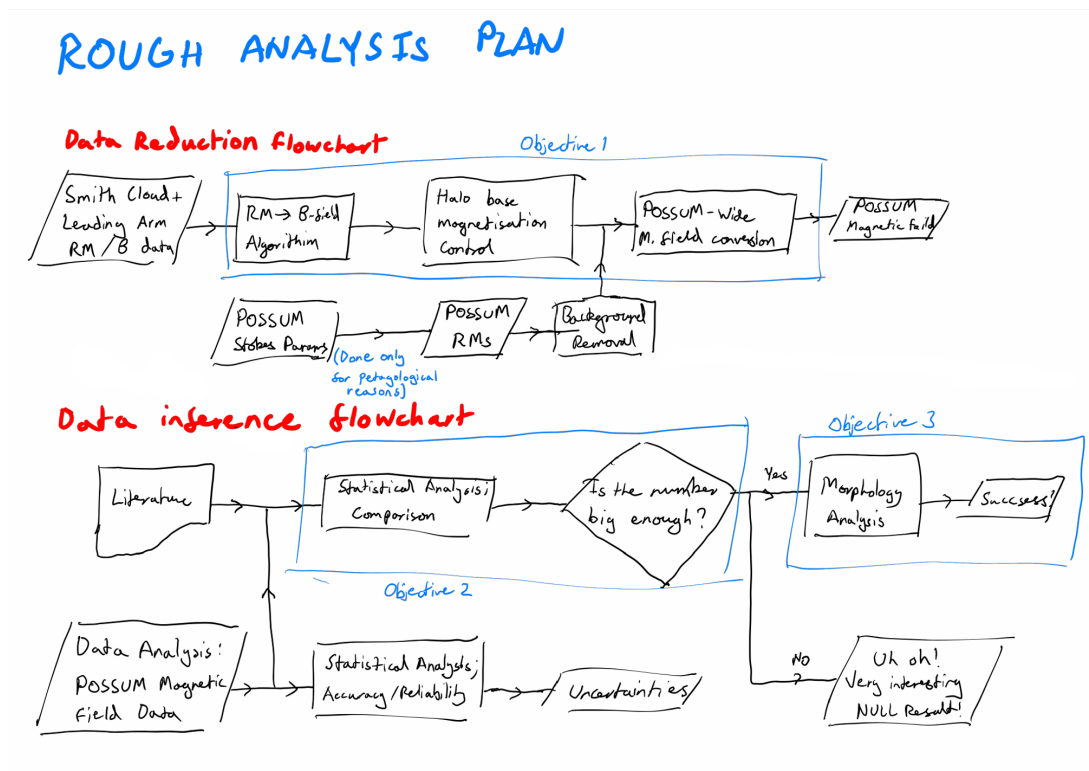 ROUGH ANALYSIS PLAN
Data Reduction flowchart
Objective 1
Smith Cloud +
Leading Arm
RM/B data
RM → B-field
Algorithim
Halo base
magnetisation
Control
POSSUM-Wide
M. field conversion
POSSUM
Magnetic Field
POSSUM
Stokes Params
(Done only
for petagological
reasons)
POSSUM
RMs
Background
Removal
Data inference flowchart
Objective 3
Literature
Statistical Analysis;
Comparison
Is the number
big enough?
Yes
Morphology
Analysis
Succsess!
Objective 2
Data Analysis:
POSSUM Magnetic
Field Data
Statistical Analysis;
Accuracy/Reliability
Uncertainties
No
Uh oh!
Very interesting
NULL Result!